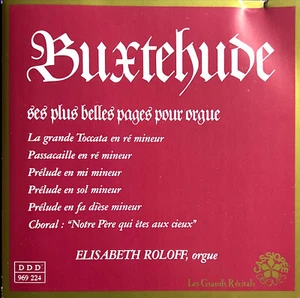 Buxtehude
ses plus belles pages pour orgue
La grande Toccata en ré mineur
Passacaille en ré mineur
Prélude en mi mineur
Prélude en sol mineur
Prélude en fa dièse mineur
Choral : "Notre Père qui êtes aux cieux"
DDD
969 224
ELISABETH ROLOFF, orgue
Les Grands Récitals